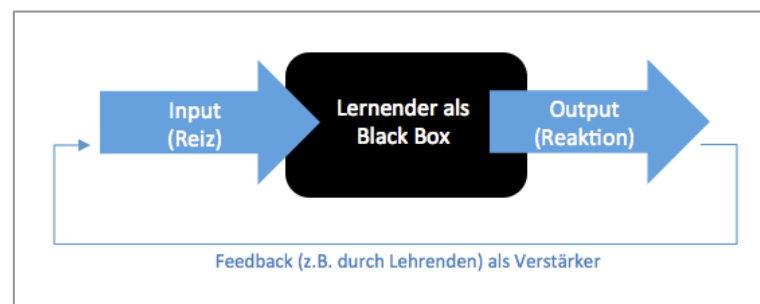 Input
(Reiz)
Lernender als
Black Box
Output
(Reaktion)
Feedback (z.B. durch Lehrenden) als Verstärker